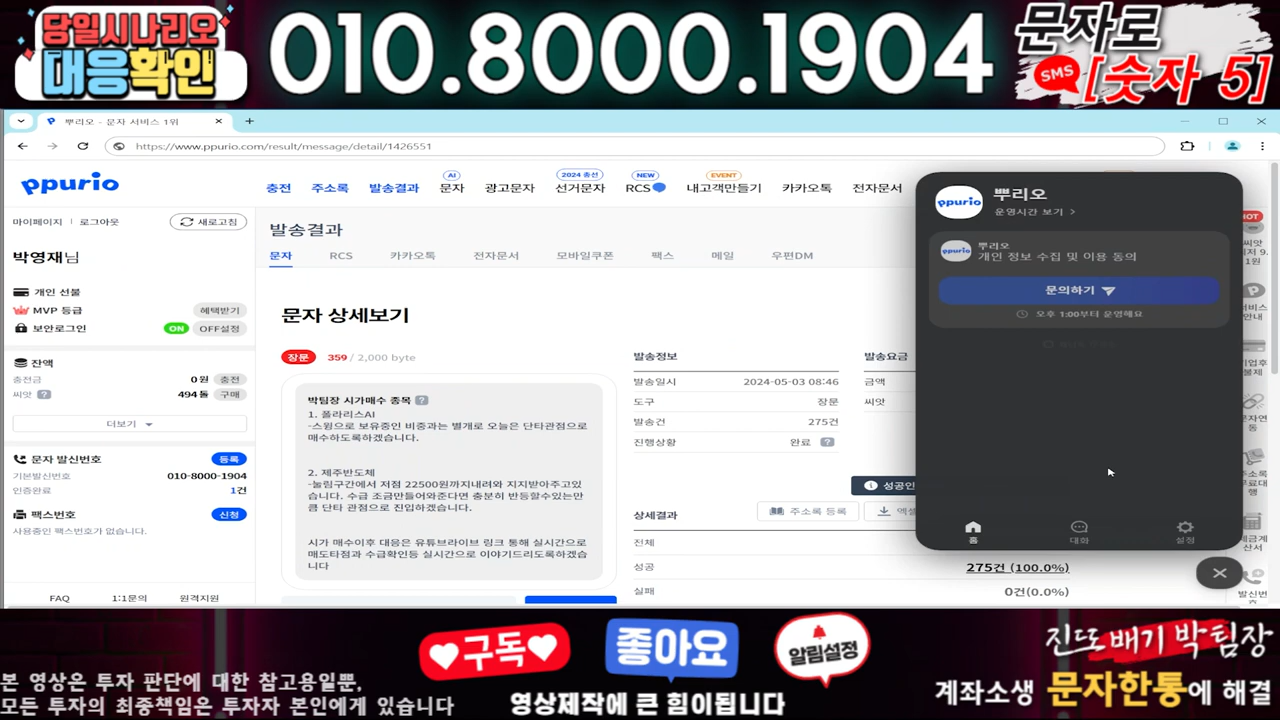 당일시나리오
대응확인
010.8000.1904
문자로
SMS
[숫자 5]
뿌리오 - 문자 서비스 1위
https://www.ppurio.com/result/message/detail/1426551
ppurio
충전
주소록
발송결과
AI
문자
광고문자
2024 총선
선거문자
NEW
RCS
EVENT
내고객만들기
카카오톡
전자문서
마이페이지 | 로그아웃
새로고침
박영재님
개인 선불
MVP 등급
혜택받기
보안로그인
ON
OFF설정
잔액
충전금
0원
충전
씨앗 ?
494톨
구매
더보기
문자 발신번호
등록
기본발신번호
010-8000-1904
인증완료
1건
팩스번호
신청
사용중인 팩스번호가 없습니다.
FAQ
1:1문의
원격지원
발송결과
문자
RCS
카카오톡
전자문서
모바일쿠폰
팩스
메일
우편DM
문자 상세보기
장문
359 / 2,000 byte
박팀장 시가매수 종목 ?
1. 폴라리스AI
-스윙으로 보유중인 비중과는 별개로 오늘은 단타관점으로
매수하도록하겠습니다.
2. 제주반도체
-눌림구간에서 저점 22500원까지내려와 지지받아주고있
습니다. 수급 조금만들어와준다면 충분히 반등할수있는만
큼 단타 관점으로 진입하겠습니다.
시가 매수이후 대응은 유튜브라이브 링크 통해 실시간으로
매도타점과 수급확인등 실시간으로 이야기드리도록하겠습
니다
발송정보
발송일시
2024-05-03 08:46
도구
장문
발송건
275건
진행상황
완료 ?
발송요금
금액
씨앗
성공인
상세결과
주소록 등록
엑셀
전체
성공
275건 (100.0%)
실패
0건(0.0%)
ppurio
뿌리오
운영시간 보기 >
ppurio
뿌리오
개인 정보 수집 및 이용 동의
문의하기
오후 1:00부터 운영해요
홈
대화
설정
구독
좋아요
알림설정
영상제작에 큰 힘이됩니다
본 영상은 투자 판단에 대한 참고용일뿐,
모든 투자의 최종책임은 투자자 본인에게 있습니다
진또배기 박팀장
계좌소생 문자한통에 해결